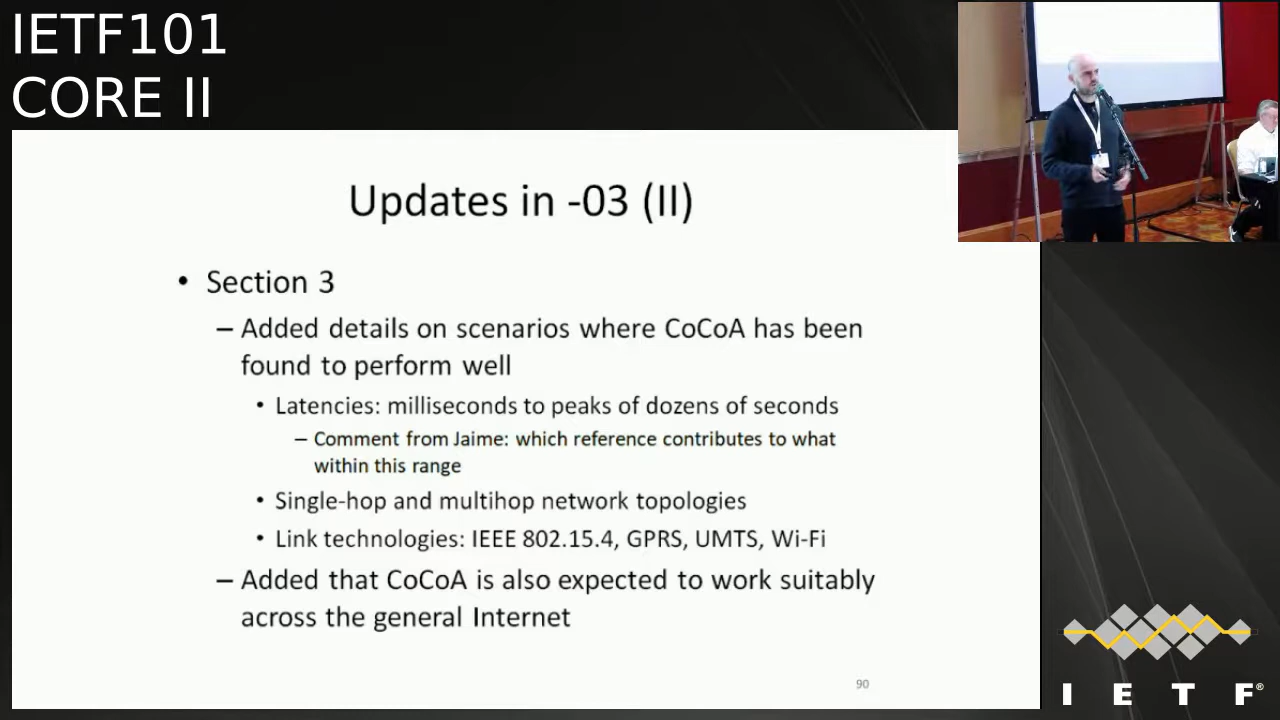 IETF101
CORE II
Updates in -03 (II)
• Section 3
– Added details on scenarios where CoCoA has been
found to perform well
• Latencies: milliseconds to peaks of dozens of seconds
– Comment from Jaime: which reference contributes to what
within this range
• Single-hop and multihop network topologies
• Link technologies: IEEE 802.15.4, GPRS, UMTS, Wi-Fi
– Added that CoCoA is also expected to work suitably
across the general Internet
90
I E T F®